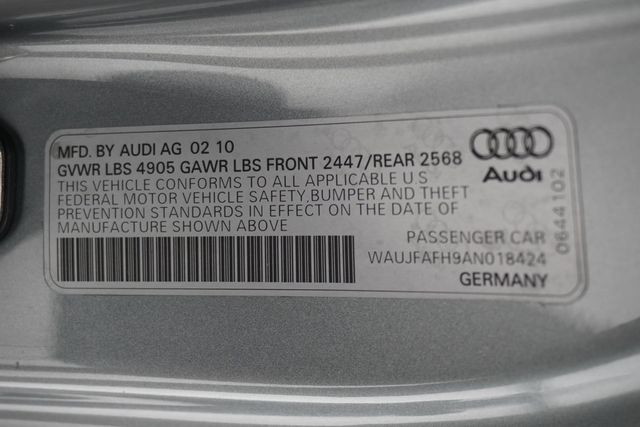 MFD. BY AUDI AG 02 10
GVWR LBS 4905 GAWR LBS FRONT 2447/REAR 2568
THIS VEHICLE CONFORMS TO ALL APPLICABLE U.S
FEDERAL MOTOR VEHICLE SAFETY,BUMPER AND THEFT
PREVENTION STANDARDS IN EFFECT ON THE DATE OF
MANUFACTURE SHOWN ABOVE
Audi
0644102
PASSENGER CAR
WAUJFAFH9AN018424
GERMANY